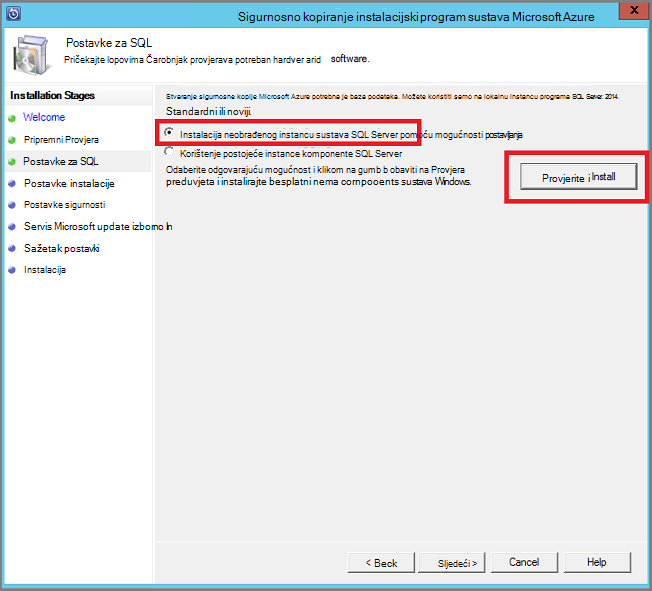 Sigurnosno kopiranje instalacijski program sustava Microsoft Azure
X
Postavke za SQL
Pričekajte lopovima Čarobnjak provjerava potreban hardver arid software.
Installation Stages
Welcome
Pripremni Provjera
Postavke za SQL
Postavke instalacije
Postavke sigurnosti
Servis Microsoft update izborno In
Sažetak postavki
Instalacija
Stvaranje sigurnosne kopije Microsoft Azure potrebna je baza podataka. Možete koristiti samo na lokalnu Instancu programa SQL Server 2014.
Standardni ili noviji
Instalacija neobrađenog instancu sustava SQL Server pomoću mogućnosti postavljanja
Korištenje postojeće instance komponente SQL Server
Odaberite odgovarajuću mogućnost i klikom na gumb b obaviti na Provjera
preduvjeta i instalirajte besplatni nema compooents sustava Windows.
Provjerite i Install
< Beck
Sljedeći >
Cancel
Help